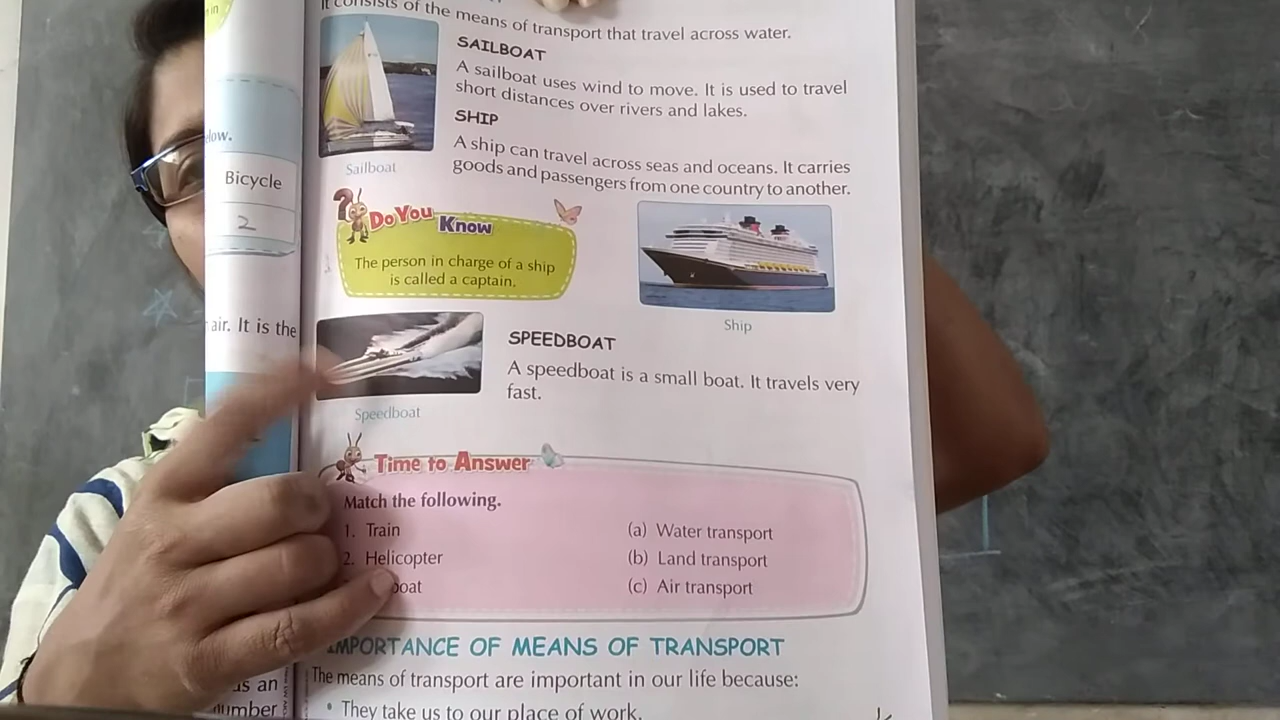 It consists of the means of transport that travel across water.
SAILBOAT
A sailboat uses wind to move. It is used to travel
short distances over rivers and lakes.
SHIP
A ship can travel across seas and oceans. It carries
goods and passengers from one country to another.
Sailboat
Do You Know
The person in charge of a ship
is called a captain.
Ship
SPEEDBOAT
A speedboat is a small boat. It travels very
fast.
Speedboat
Time to Answer
Match the following.
1. Train (a) Water transport
2. Helicopter (b) Land transport
boat (c) Air transport
IMPORTANCE OF MEANS OF TRANSPORT
The means of transport are important in our life because:
• They take us to our place of work.
in
elow.
Bicycle
2
air. It is the
as an
number